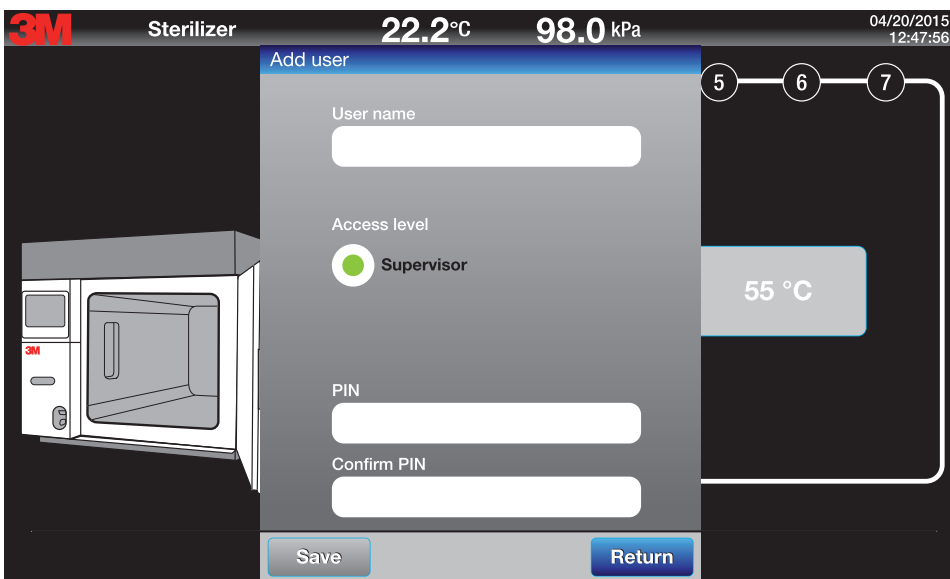 3M Sterilizer 22.2°C 98.0 kPa 04/20/2015
12:47:56
Add user
5 6 7
User name
Access level
Supervisor
55 °C
3M
PIN
Confirm PIN
Save Return